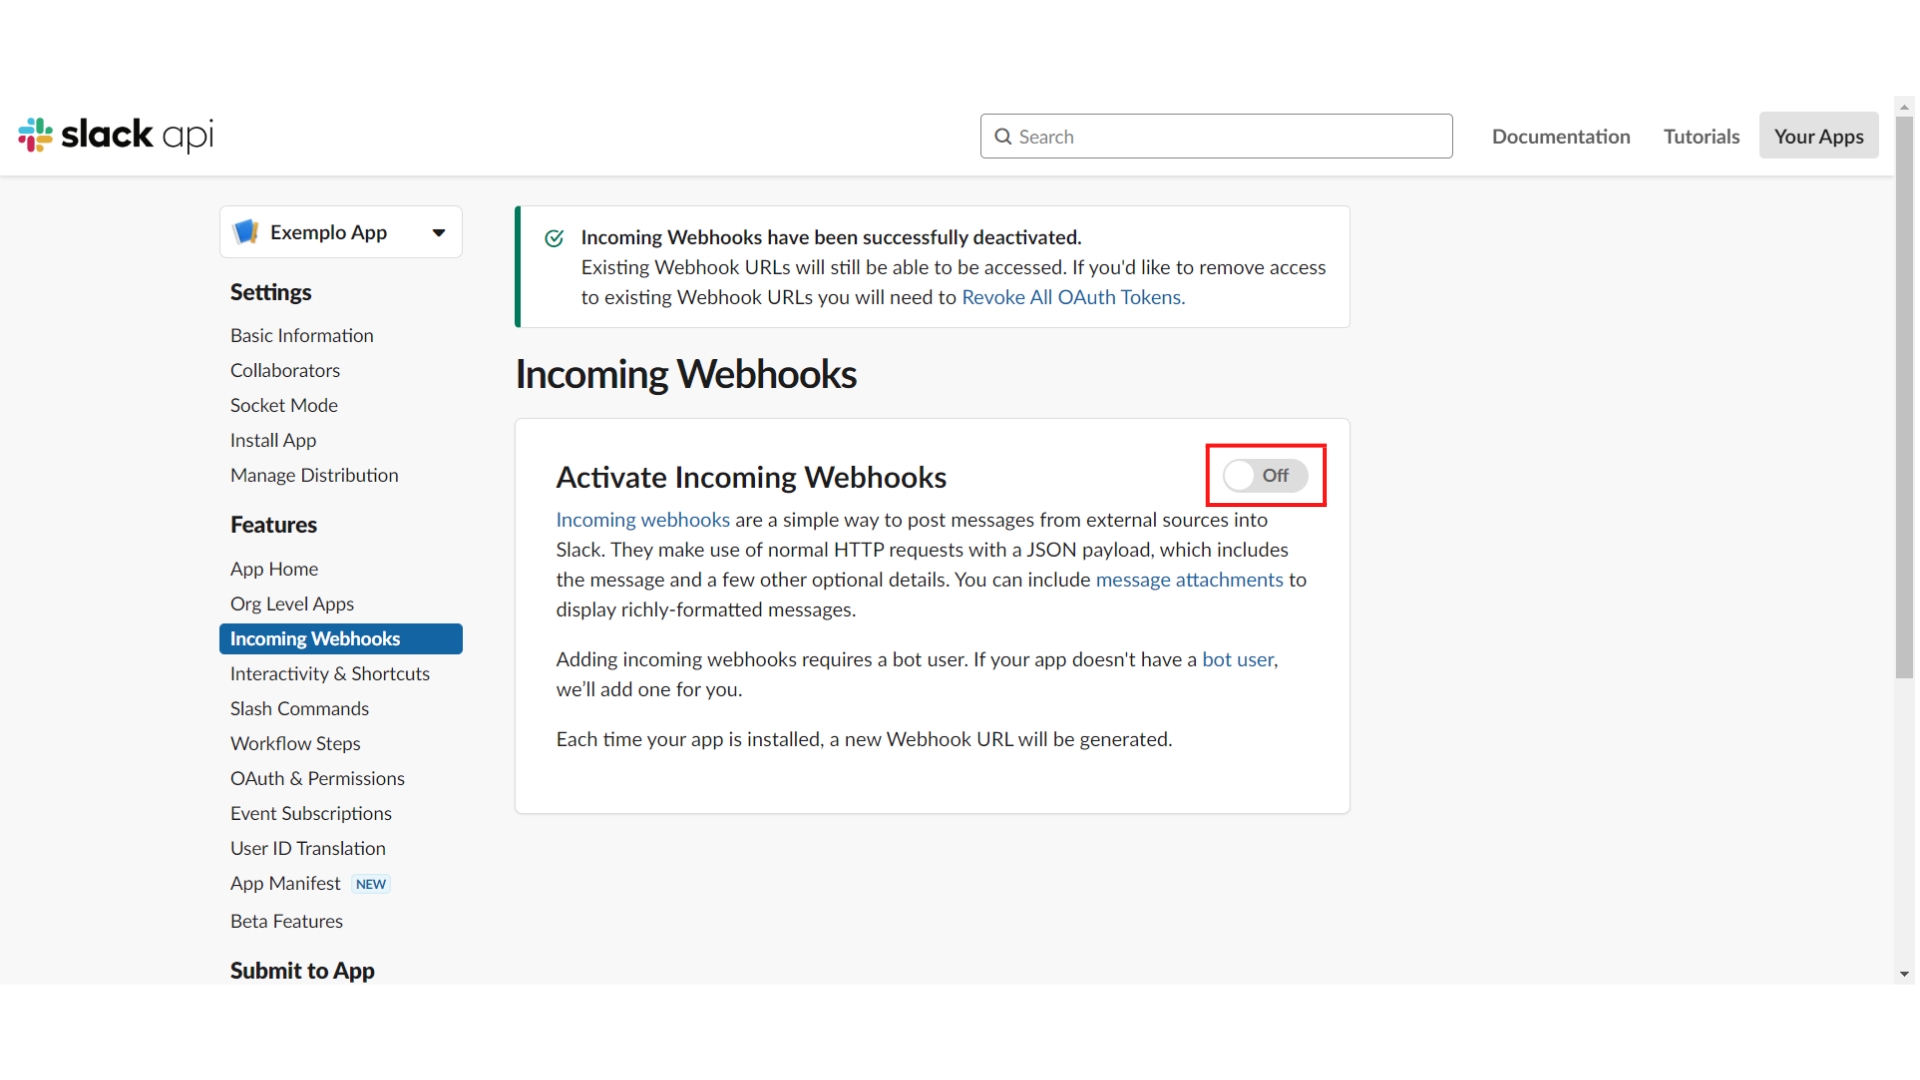 slack api
Search
Documentation
Tutorials
Your Apps
Exemplo App
Settings
Basic Information
Collaborators
Socket Mode
Install App
Manage Distribution
Features
App Home
Org Level Apps
Incoming Webhooks
Interactivity & Shortcuts
Slash Commands
Workflow Steps
OAuth & Permissions
Event Subscriptions
User ID Translation
App Manifest NEW
Beta Features
Submit to App
Incoming Webhooks have been successfully deactivated.
Existing Webhook URLs will still be able to be accessed. If you'd like to remove access
to existing Webhook URLs you will need to Revoke All OAuth Tokens.
Incoming Webhooks
Activate Incoming Webhooks
Off
Incoming webhooks are a simple way to post messages from external sources into
Slack. They make use of normal HTTP requests with a JSON payload, which includes
the message and a few other optional details. You can include message attachments to
display richly-formatted messages.
Adding incoming webhooks requires a bot user. If your app doesn't have a bot user,
we’ll add one for you.
Each time your app is installed, a new Webhook URL will be generated.